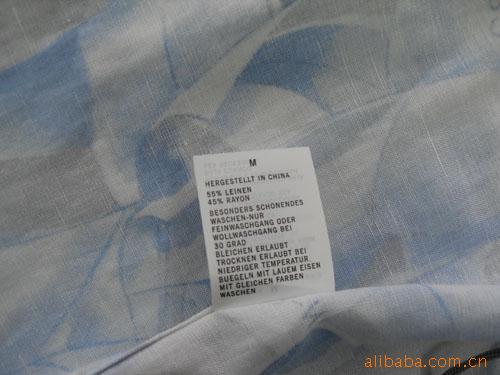 M
HERGESTELLT IN CHINA
55% LEINEN
45% RAYON
BESONDERS SCHONENDES
WASCHEN-NUR
FEINWASCHGANG ODER
WOLLWASCHGANG BEI
30 GRAD
BLEICHEN ERLAUBT
TROCKNEN ERLAUBT BEI
NIEDRIGER TEMPERATUR
BUEGELN MIT LAUEM EISEN
MIT GLEICHEN FARBEN
WASCHEN
alibaba.com.cn